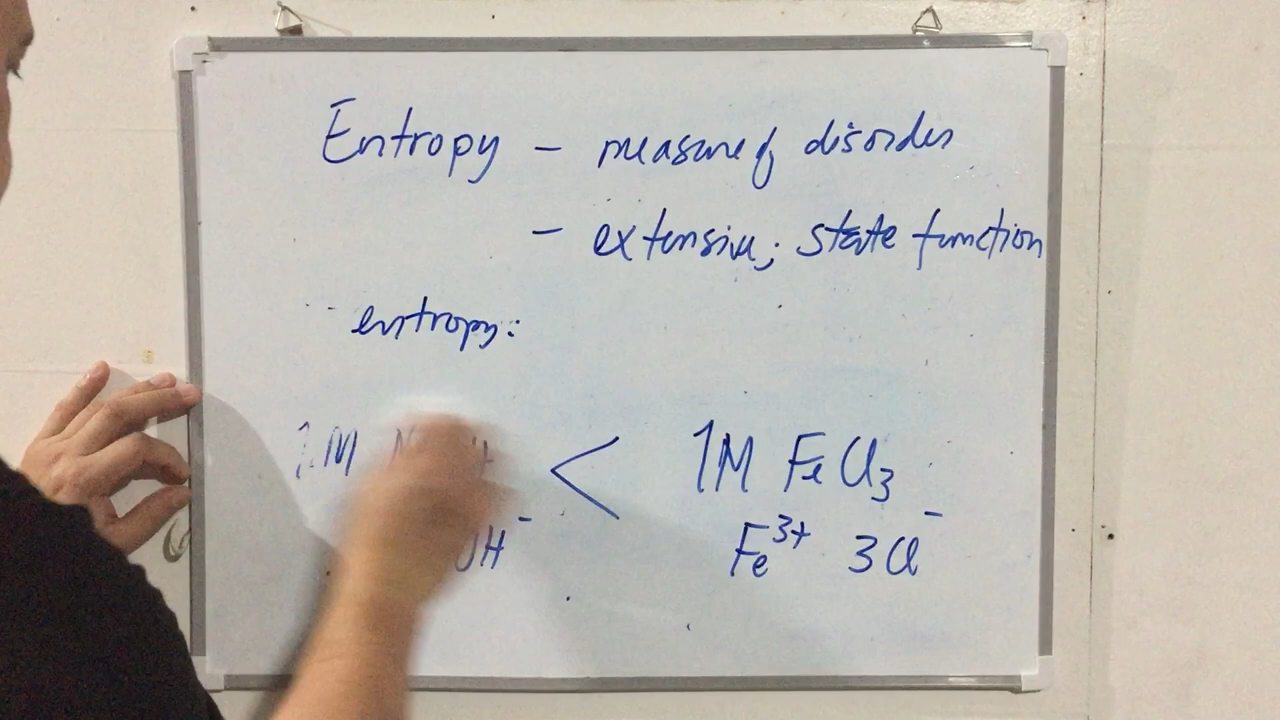 Entropy - measure of disorder
- extensive; state function
entropy:
1M < 1M FeCl3
OH⁻ Fe³⁺ 3Cl⁻